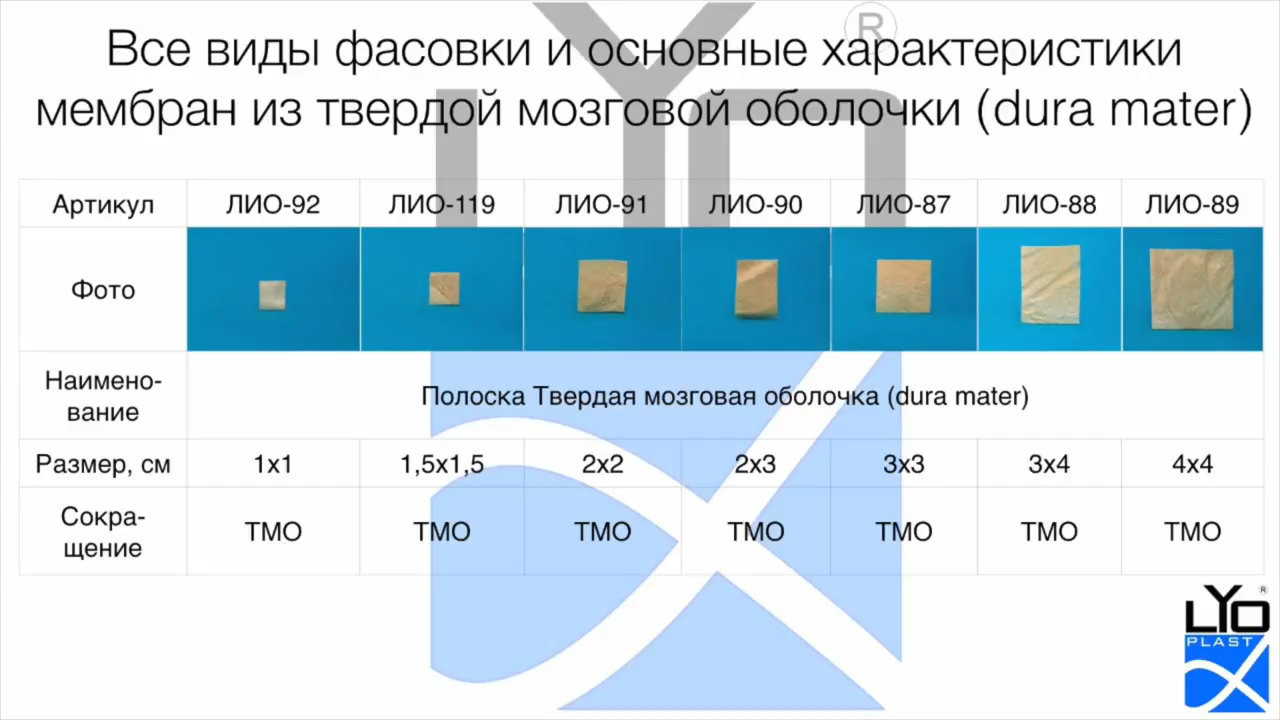 Все виды фасовки и основные характеристики
мембран из твердой мозговой оболочки (dura mater)
Артикул ЛИО-92 ЛИО-119 ЛИО-91 ЛИО-90 ЛИО-87 ЛИО-88 ЛИО-89
Фото
Наимено-
вание
Полоска Твердая мозговая оболочка (dura mater)
Размер, см 1x1 1,5x1,5 2x2 2x3 3x3 3x4 4x4
Сокра-
щение
ТМО ТМО ТМО ТМО ТМО ТМО ТМО
LYO
®
PLAST
LYO
®